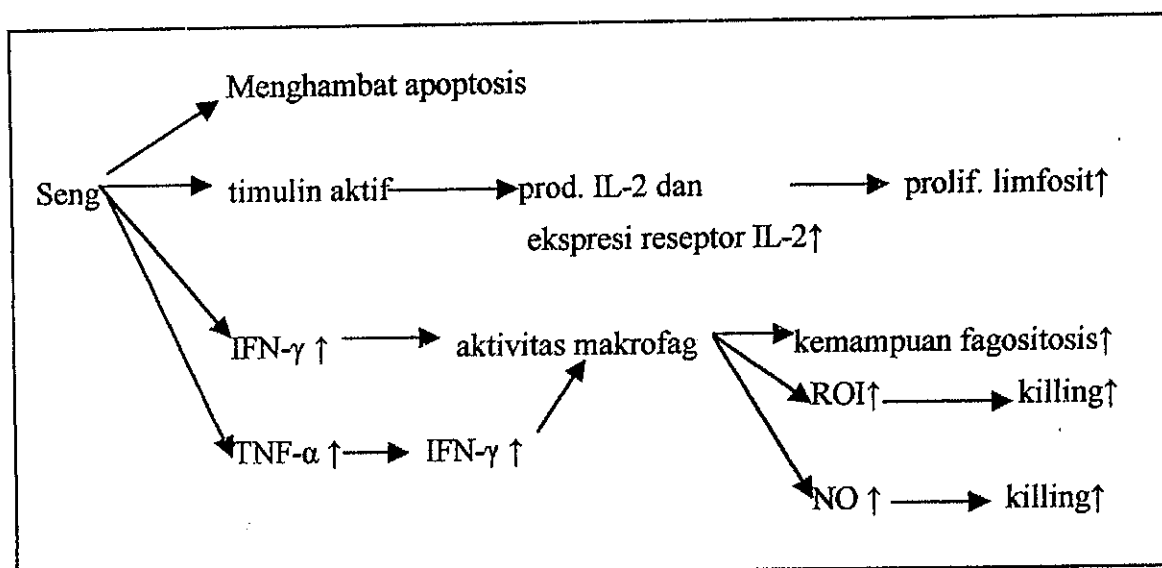 Menghambat apoptosis
Seng timulin aktif prod. IL-2 dan prolif. limfosit↑
ekspresi reseptor IL-2↑
IFN-γ ↑ aktivitas makrofag kemampuan fagositosis↑
ROI↑ killing↑
TNF-α ↑ IFN-γ ↑
NO ↑ killing↑